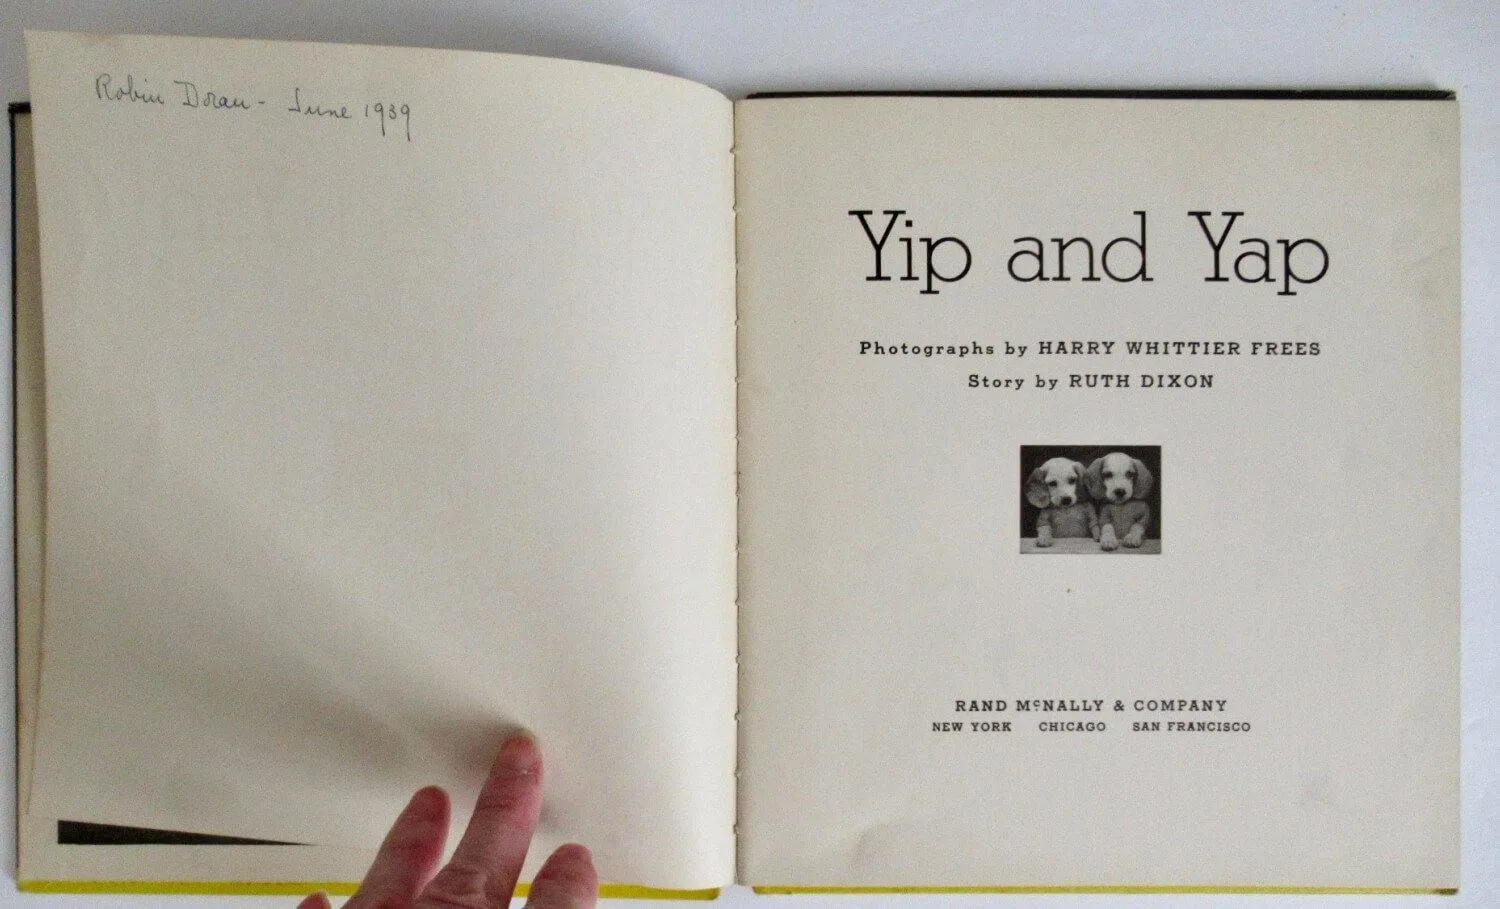 Robin Doran - June 1939
Yip and Yap
Photographs by HARRY WHITTIER FREES
Story by RUTH DIXON
RAND McNALLY & COMPANY
NEW YORK CHICAGO SAN FRANCISCO